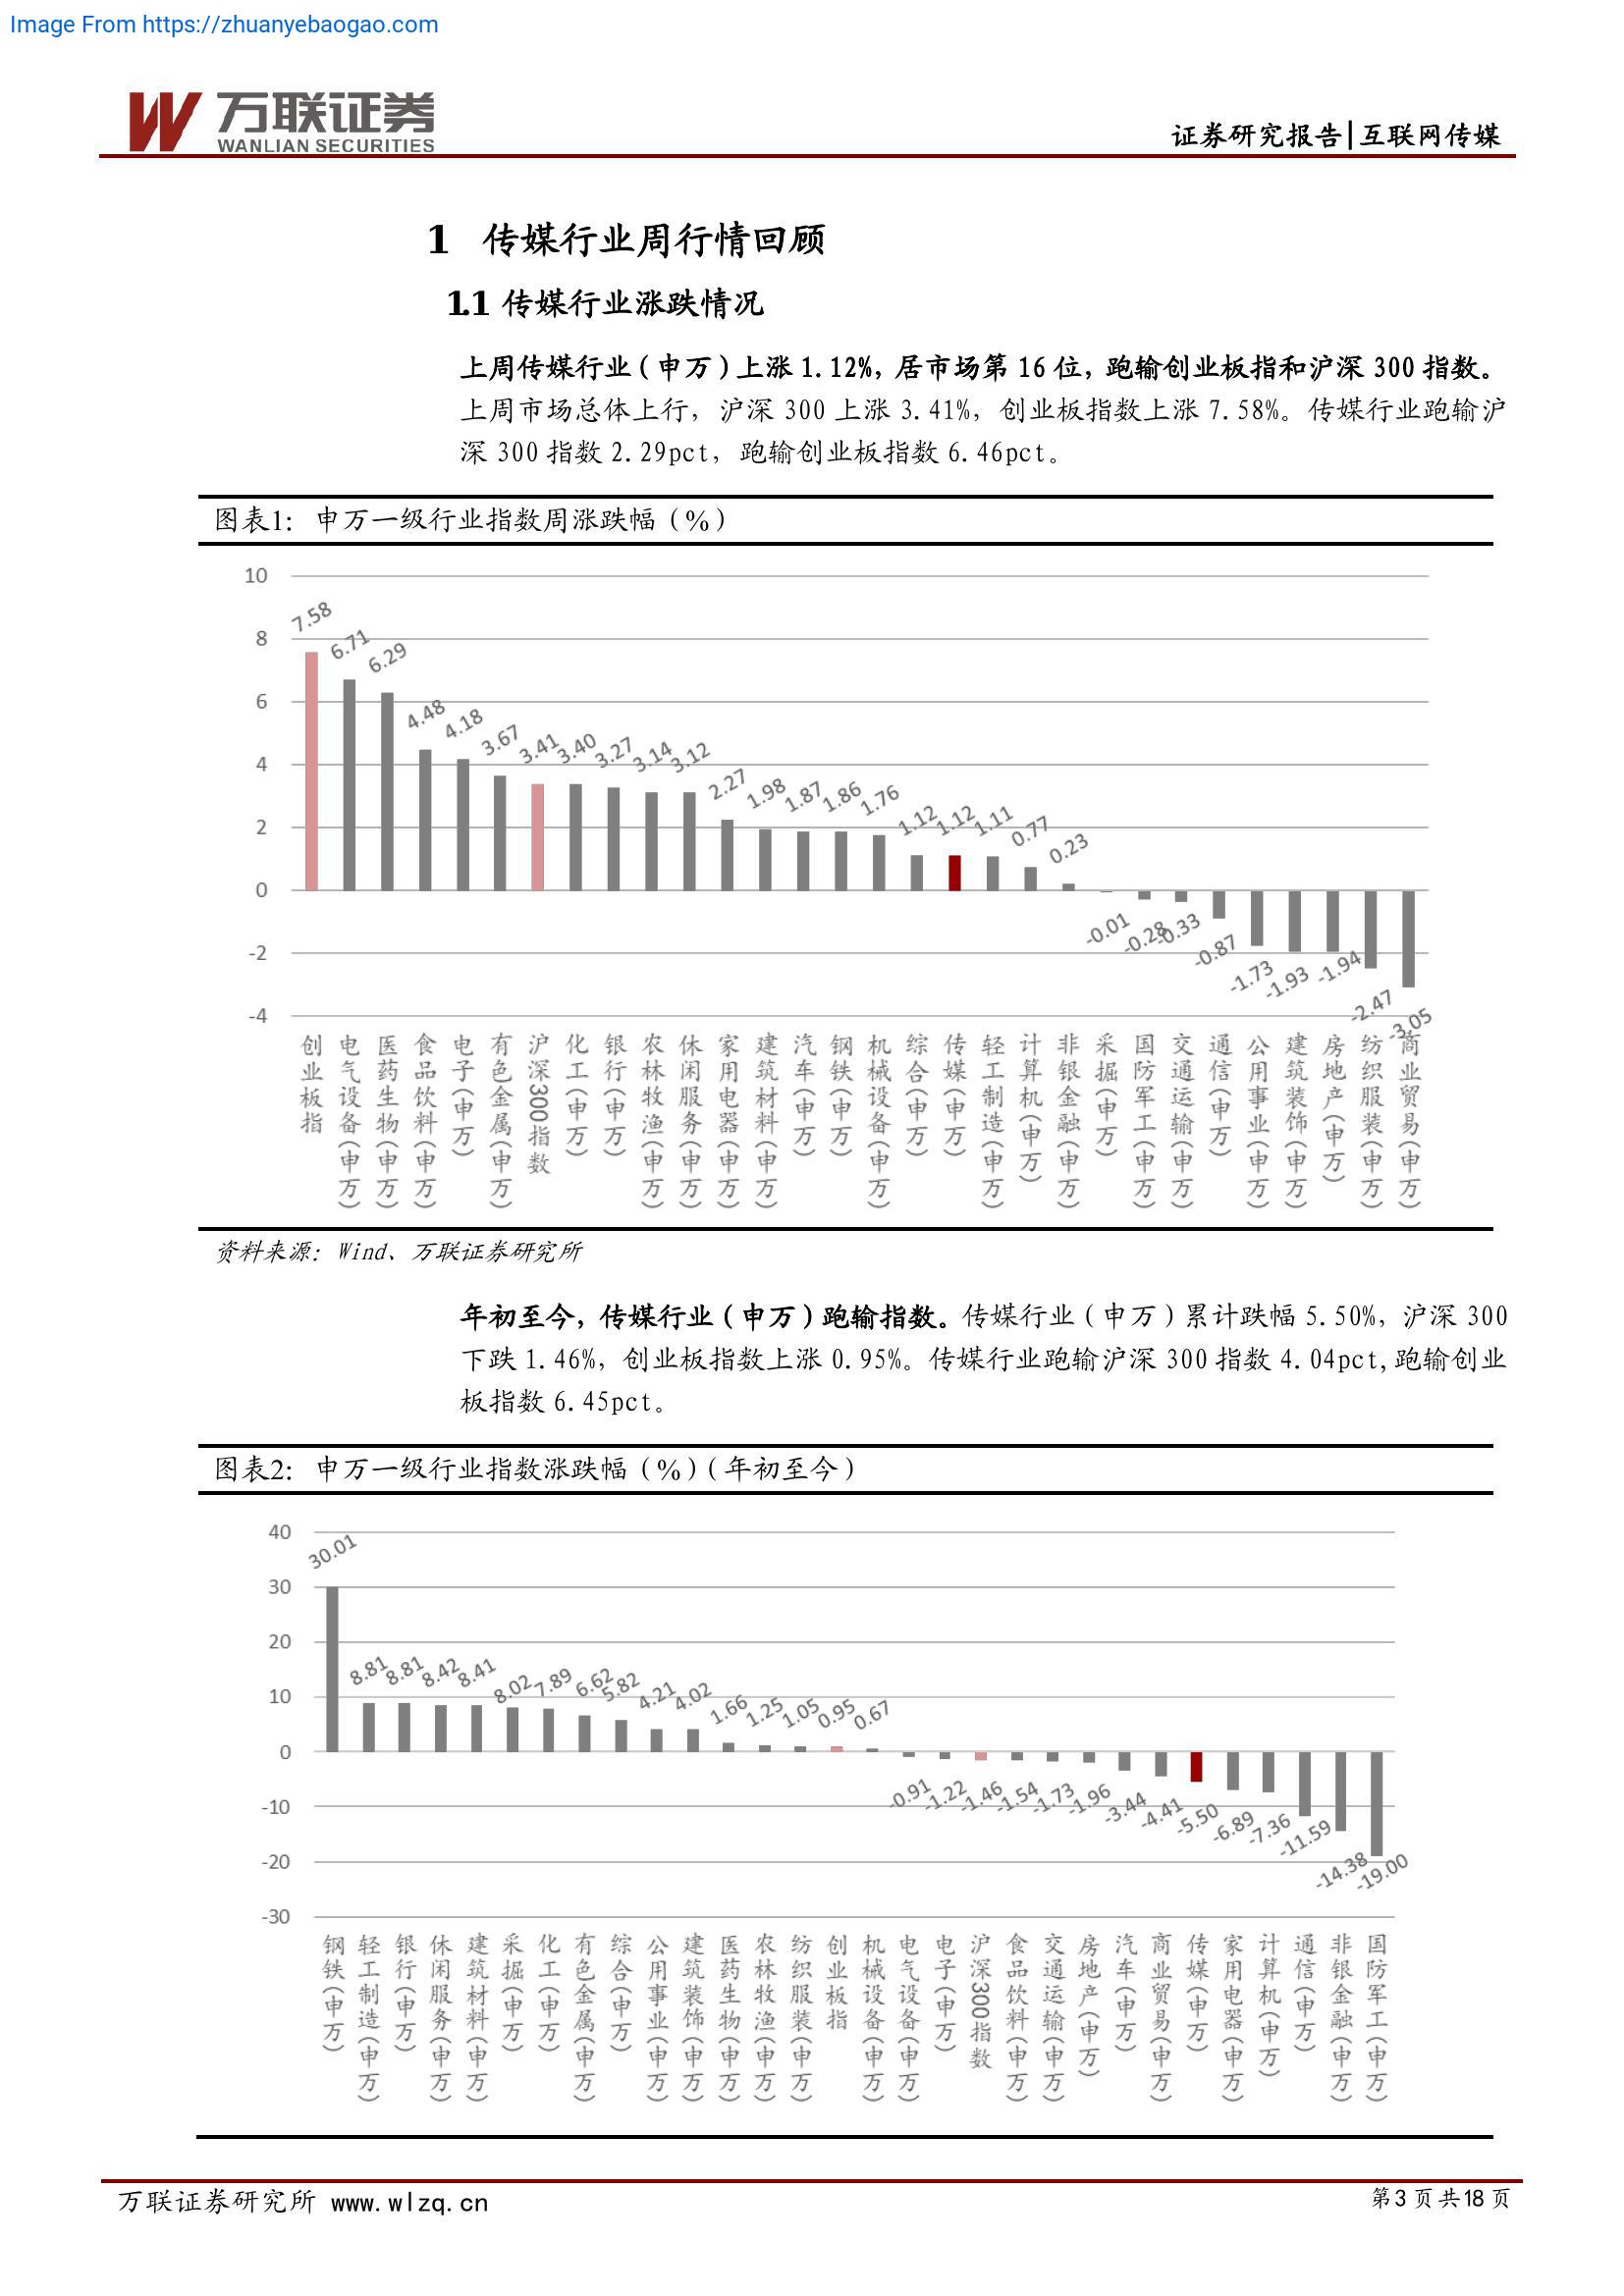 Image From https://zhuanyebaogao.com
万联证券
WANLIAN SECURITIES
证券研究报告|互联网传媒
1 传媒行业周行情回顾
1.1 传媒行业涨跌情况
上周传媒行业（申万）上涨 1.12%，居市场第 16 位，跑输创业板指和沪深 300 指数。
上周市场总体上行，沪深 300 上涨 3.41%，创业板指数上涨 7.58%。传媒行业跑输沪
深 300 指数 2.29pct，跑输创业板指数 6.46pct。
图表1： 申万一级行业指数周涨跌幅（%）
10
8
6
4
2
0
-2
-4
7.58
6.71
6.29
4.48
4.18
3.67
3.41
3.40
3.27
3.14
3.12
2.27
1.98
1.87
1.86
1.76
1.12
1.12
1.11
0.77
0.23
-0.01
-0.28
-0.33
-0.87
-1.73
-1.93
-1.94
-2.47
-3.05
创业板指
电气设备(申万)
医药生物(申万)
食品饮料(申万)
电子(申万)
有色金属(申万)
沪深300指数
化工(申万)
银行(申万)
农林牧渔(申万)
休闲服务(申万)
家用电器(申万)
建筑材料(申万)
汽车(申万)
钢铁(申万)
机械设备(申万)
综合(申万)
传媒(申万)
轻工制造(申万)
计算机(申万)
非银金融(申万)
采掘(申万)
国防军工(申万)
交通运输(申万)
通信(申万)
公用事业(申万)
建筑装饰(申万)
房地产(申万)
纺织服装(申万)
商业贸易(申万)
资料来源：Wind、万联证券研究所
年初至今，传媒行业（申万）跑输指数。传媒行业（申万）累计跌幅 5.50%，沪深 300
下跌 1.46%，创业板指数上涨 0.95%。传媒行业跑输沪深 300 指数 4.04pct,跑输创业
板指数 6.45pct。
图表2： 申万一级行业指数涨跌幅（%）（年初至今）
40
30
20
10
0
-10
-20
-30
30.01
8.81
8.81
8.42
8.41
8.02
7.89
6.62
5.82
4.21
4.02
1.66
1.25
1.05
0.95
0.67
-0.91
-1.22
-1.46
-1.54
-1.73
-1.96
-3.44
-4.41
-5.50
-6.89
-7.36
-11.59
-14.38
-19.00
钢铁(申万)
轻工制造(申万)
银行(申万)
休闲服务(申万)
建筑材料(申万)
采掘(申万)
化工(申万)
有色金属(申万)
综合(申万)
公用事业(申万)
建筑装饰(申万)
医药生物(申万)
农林牧渔(申万)
纺织服装(申万)
创业板指
机械设备(申万)
电气设备(申万)
电子(申万)
沪深300指数
食品饮料(申万)
交通运输(申万)
房地产(申万)
汽车(申万)
商业贸易(申万)
传媒(申万)
家用电器(申万)
计算机(申万)
通信(申万)
非银金融(申万)
国防军工(申万)
万联证券研究所 www.wlzq.cn
第 3 页 共 18 页